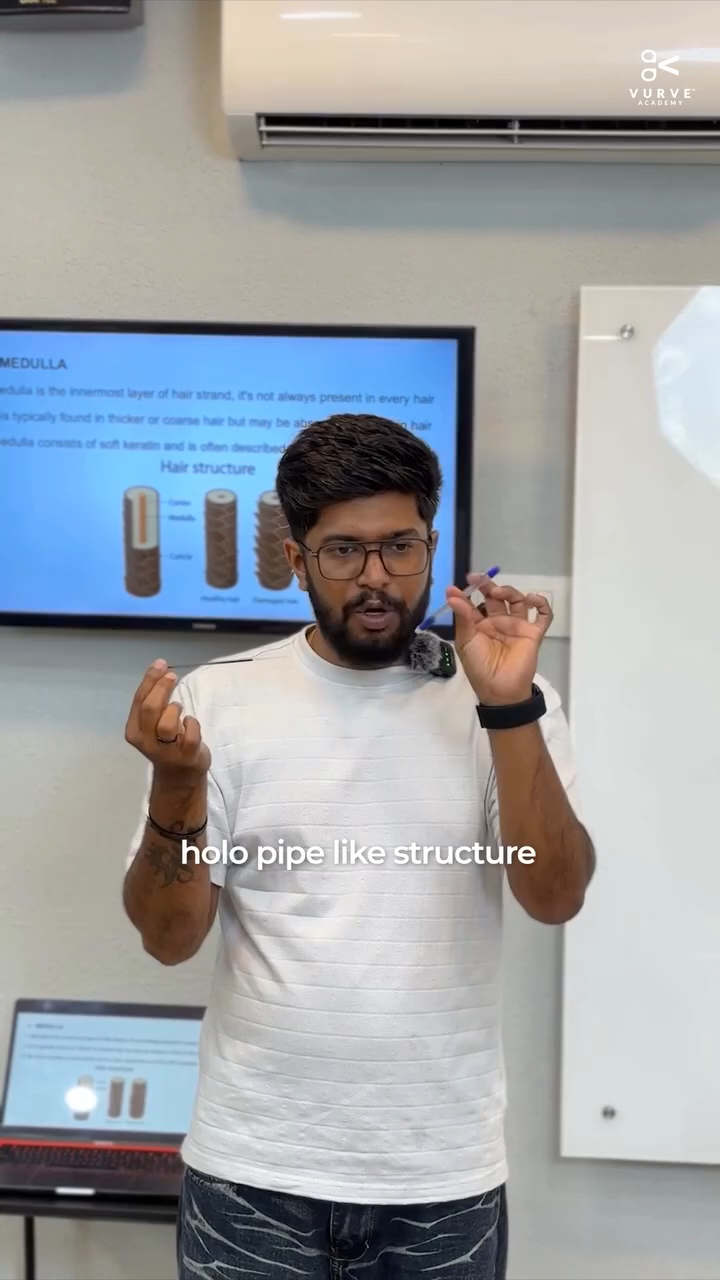 VURVE
ACADEMY
MEDULLA
edulla is the innermost layer of hair strand, it's not always present in every hair
is typically found in thicker or coarse hair but may be hair
edulla consists of soft keratin and is often described
Hair structure
Cortex
Medulla
Cuticle
Healthy hair
Damaged hair
holo pipe like structure